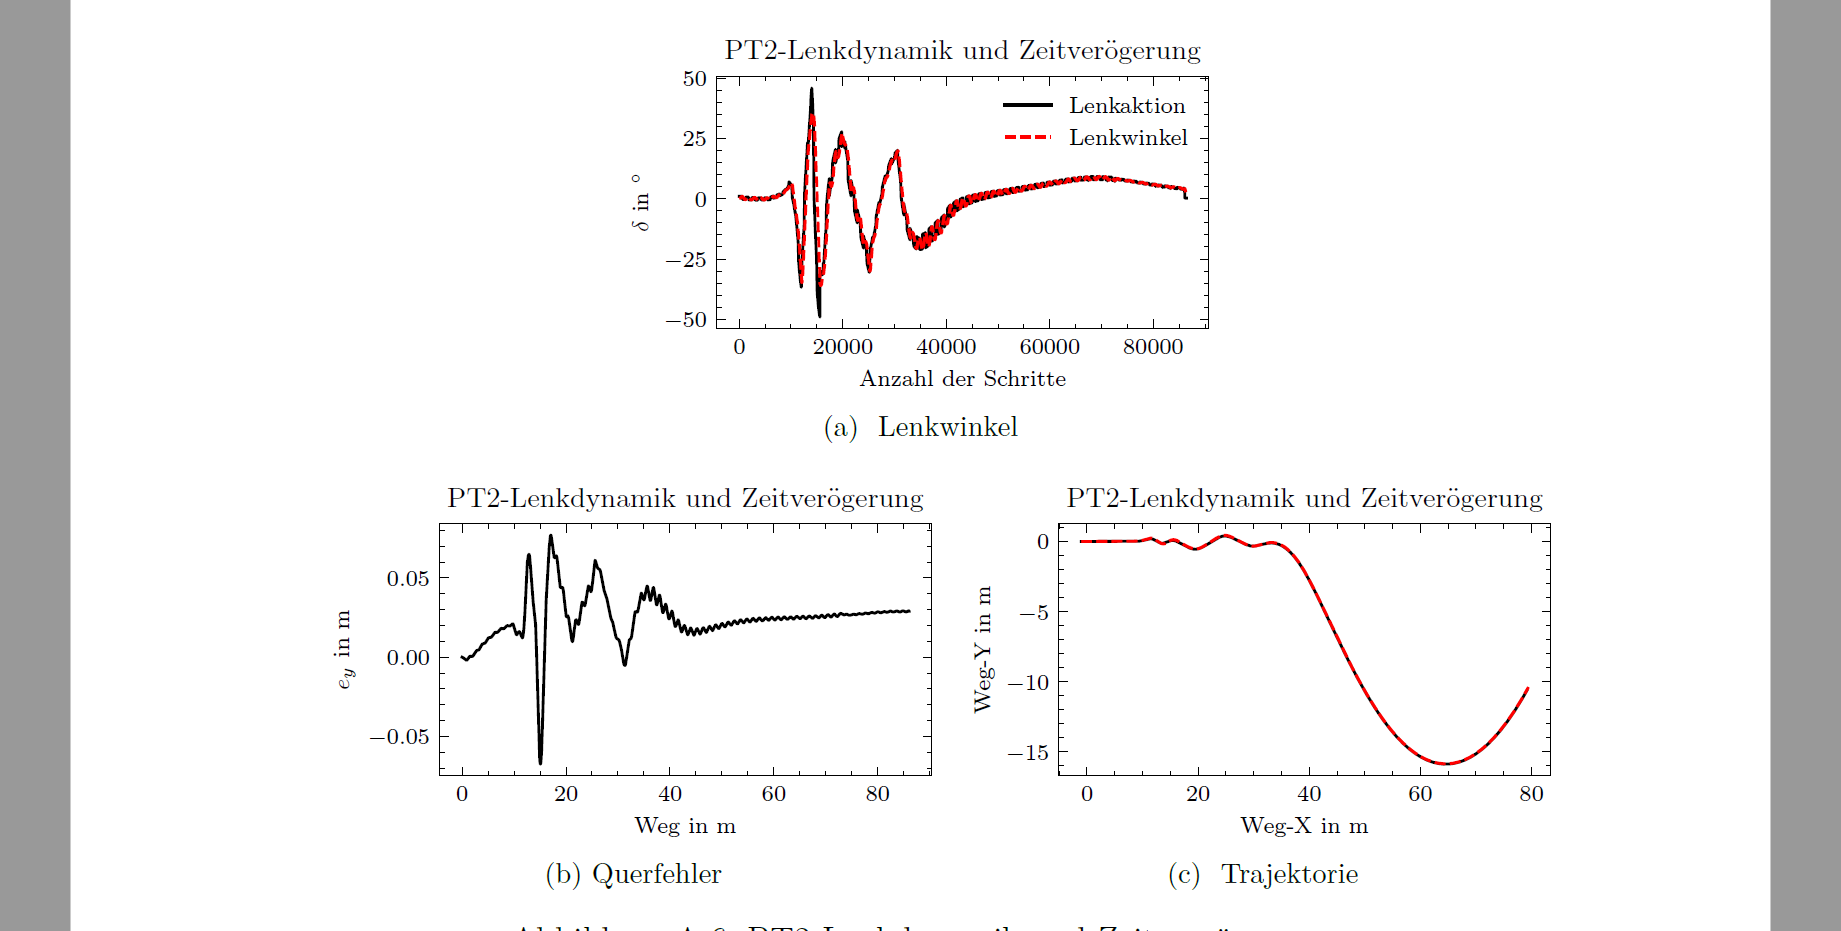 PT2-Lenkdynamik und Zeitverögerung
50
25
0
−25
−50
δ in °
Lenkaktion
Lenkwinkel
0 20000 40000 60000 80000
Anzahl der Schritte
(a) Lenkwinkel
PT2-Lenkdynamik und Zeitverögerung
0.05
0.00
−0.05
e_y in m
0 20 40 60 80
Weg in m
(b) Querfehler
PT2-Lenkdynamik und Zeitverögerung
0
−5
−10
−15
Weg-Y in m
0 20 40 60 80
Weg-X in m
(c) Trajektorie